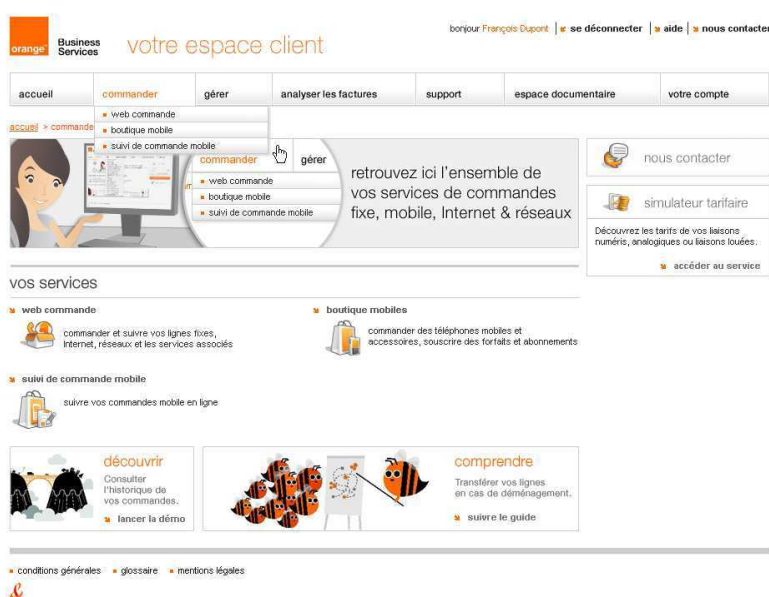 bonjour François Dupont | se déconnecter | aide | nous contacter
orange™ Business Services
votre espace client
accueil commander gérer analyser les factures support espace documentaire votre compte
web commande
boutique mobile
suivi de commande mobile
accueil > commande
commander gérer
web commande
boutique mobile
suivi de commande mobile
retrouvez ici l'ensemble de
vos services de commandes
fixe, mobile, Internet & réseaux
nous contacter
simulateur tarifaire
Découvrez les tarifs de vos liaisons
numéris, analogiques ou liaisons louées.
accéder au service
vos services
web commande
commander et suivre vos lignes fixes,
Internet, réseaux et les services associés
boutique mobiles
commander des téléphones mobiles et
accessoires, souscrire des forfaits et abonnements
suivi de commande mobile
suivre vos commandes mobile en ligne
découvrir
Consulter
l'historique de
vos commandes.
lancer la démo
comprendre
Transférer vos lignes
en cas de déménagement.
suivre le guide
conditions générales glossaire mentions légales
&